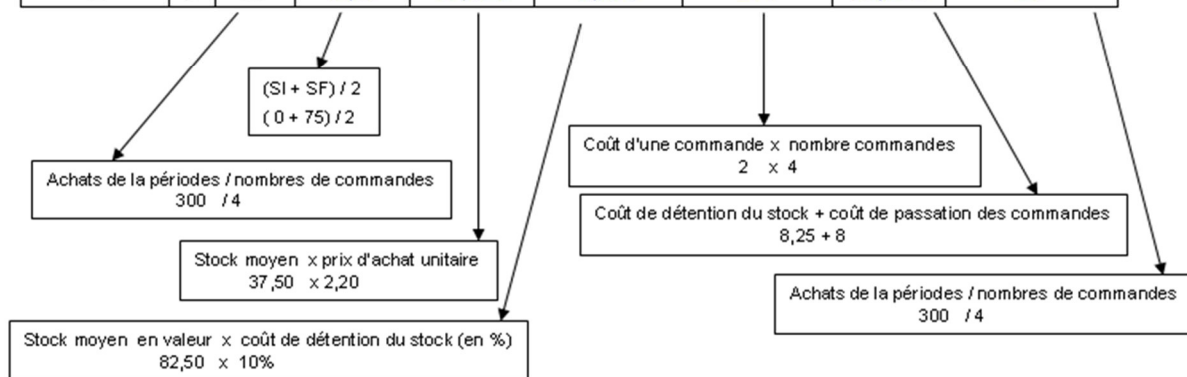 (SI + SF) / 2
( 0 + 75) / 2
Achats de la périodes / nombres de commandes
300 / 4
Coût d'une commande x nombre commandes
2 x 4
Coût de détention du stock + coût de passation des commandes
8,25 + 8
Stock moyen x prix d'achat unitaire
37,50 x 2,20
Achats de la périodes / nombres de commandes
300 / 4
Stock moyen en valeur x coût de détention du stock (en %)
82,50 x 10%